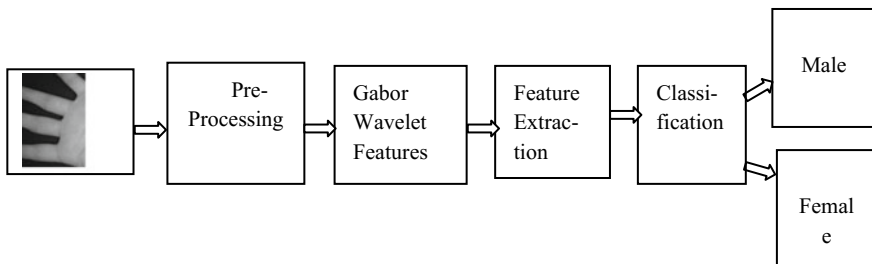 Pre-
Processing
Gabor
Wavelet
Features
Feature
Extrac-
tion
Classi-
fication
Male
Femal
e